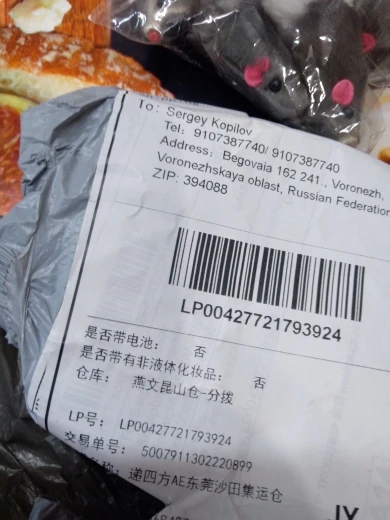 To: Sergey Kopilov
Tel: 9107387740/ 9107387740
Address: Begovaia 162 241 , Voronezh,
Voronezhskaya oblast, Russian Federation
ZIP: 394088
LP00427721793924
是否带电池： 否
是否带有非液体化妆品： 否
仓库： 燕文昆山仓-分拨
LP号： LP00427721793924
交易单号： 5007911302220899
名称：递四方AE东莞沙田集运仓
IY